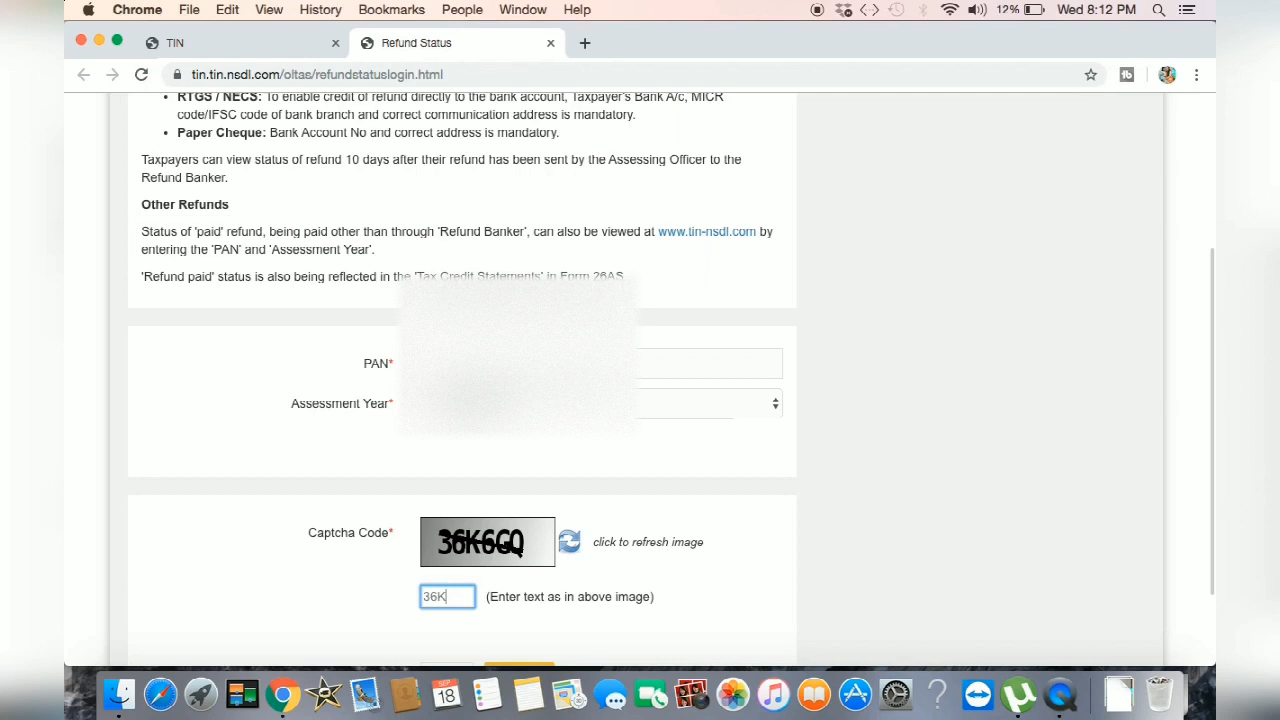 Chrome File Edit View History Bookmarks People Window Help 12% Wed 8:12 PM
TIN Refund Status
tin.tin.nsdl.com/oltas/refundstatuslogin.html
• RTGS / NECS: To enable credit of refund directly to the bank account, Taxpayer's Bank A/c, MICR
code/IFSC code of bank branch and correct communication address is mandatory.
• Paper Cheque: Bank Account No and correct address is mandatory.
Taxpayers can view status of refund 10 days after their refund has been sent by the Assessing Officer to the
Refund Banker.
Other Refunds
Status of 'paid' refund, being paid other than through 'Refund Banker', can also be viewed at www.tin-nsdl.com by
entering the 'PAN' and 'Assessment Year'.
'Refund paid' status is also being reflected in the 'Tax Credit Statements' in Form 26AS.
PAN*
Assessment Year*
Captcha Code*
36K6GQ
click to refresh image
36K (Enter text as in above image)
SEP
18